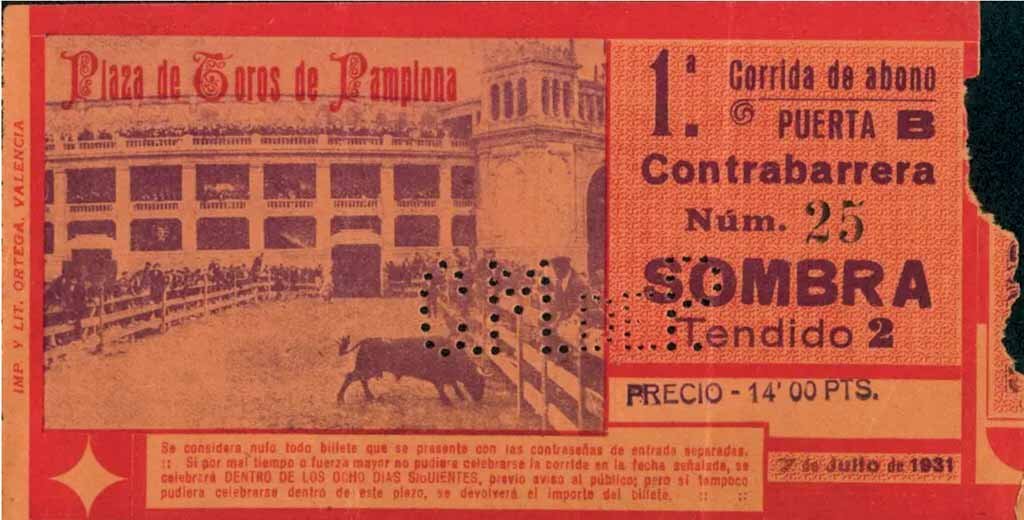 IMP. Y LIT. ORTEGA. VALENCIA
Plaza de Toros de Pamplona
1.ª Corrida de abono
PUERTA B
Contrabarrera
Núm. 25
SOMBRA
Tendido 2
PRECIO - 14'00 PTS.
Se considera nulo todo billete que se presente con las contraseñas de entrada separadas.
:: Si por mal tiempo o fuerza mayor no pudiera celebrarse la corrida en la fecha señalada, se
celebrará DENTRO DE LOS OCHO DIAS SIGUIENTES, previo aviso al público; pero si tampoco
pudiera celebrarse dentro de este plazo, se devolverá el importe del billete. :: ::
7 de Julio de 1931